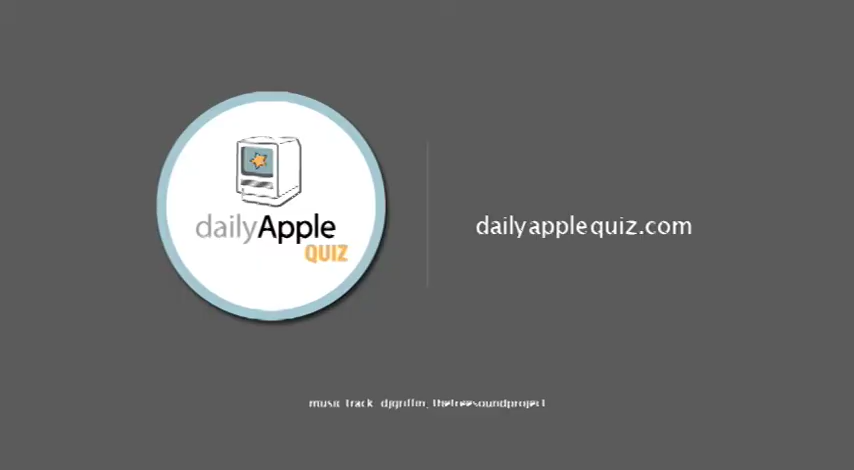 dailyApple
QUIZ
dailyapplequiz.com
music track: djgriffin, thefreesoundproject